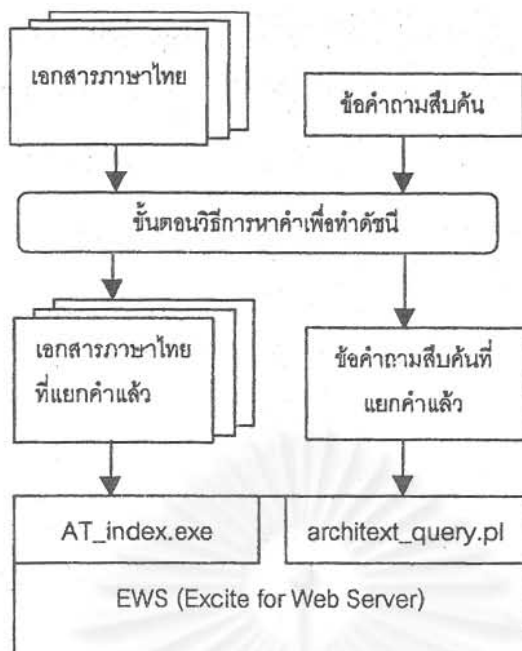 เอกสารภาษาไทย
ข้อคำถามสืบค้น
ขั้นตอนวิธีการหาคำเพื่อทำดัชนี
เอกสารภาษาไทย
ที่แยกคำแล้ว
ข้อคำถามสืบค้นที่
แยกคำแล้ว
AT_index.exe
architext_query.pl
EWS (Excite for Web Server)